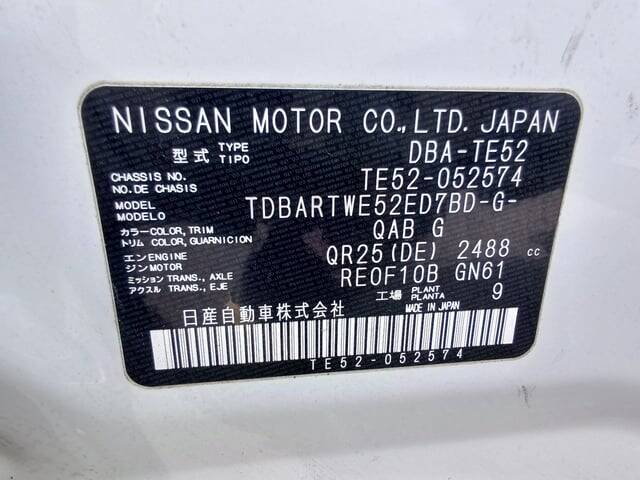 NISSAN MOTOR CO.,LTD. JAPAN
型式 TYPE TIPO DBA-TE52
CHASSIS NO. NO.DE CHASIS TE52-052574
MODEL MODELO TDBARTWE52ED7BD-G-
カラー COLOR, TRIM トリム COLOR, GUARNICION QAB G
エンジン ENGINE MOTOR QR25(DE) 2488 cc
ミッション TRANS., AXLE アクスル TRANS., EJE RE0F10B GN61
工場 PLANT PLANTA 9
日産自動車株式会社 MADE IN JAPAN
TE52-052574